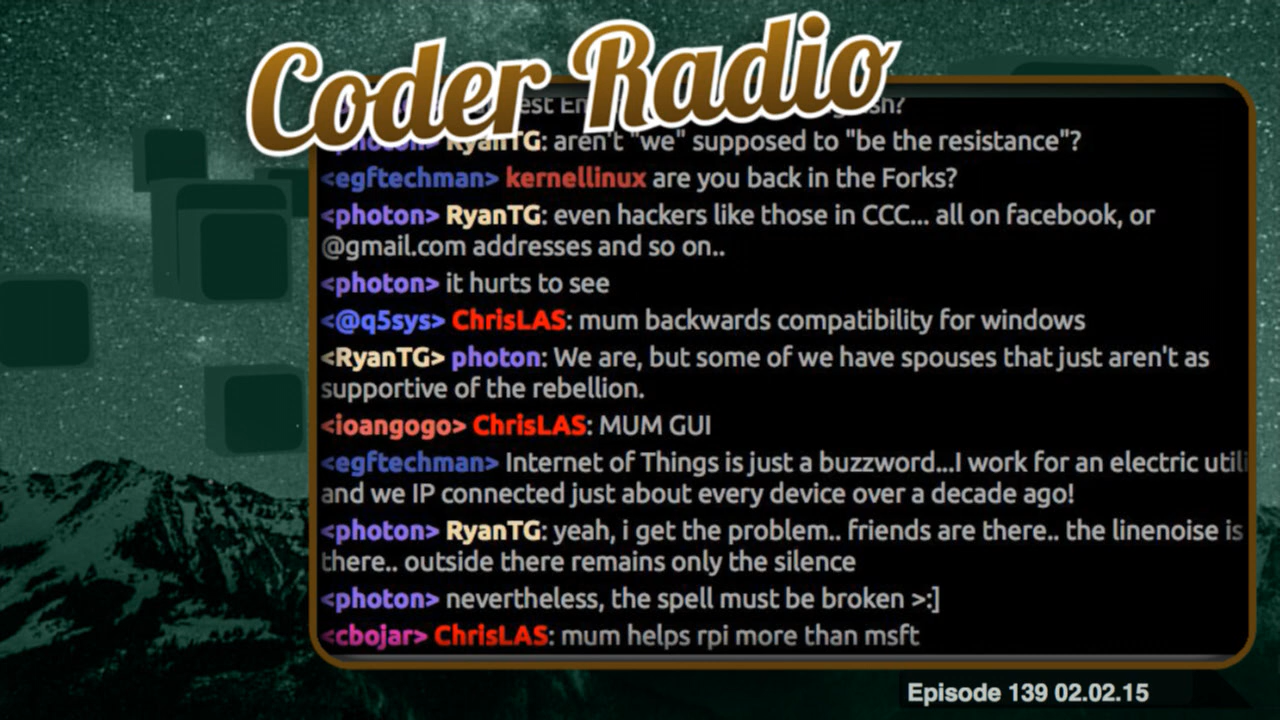 Coder Radio
est En
sh?
<photon> RyanTG: aren't "we" supposed to "be the resistance"?
<egftechman> kernellinux are you back in the Forks?
<photon> RyanTG: even hackers like those in CCC... all on facebook, or
@gmail.com addresses and so on..
<photon> it hurts to see
<@q5sys> ChrisLAS: mum backwards compatibility for windows
<RyanTG> photon: We are, but some of we have spouses that just aren't as
supportive of the rebellion.
<ioangogo> ChrisLAS: MUM GUI
<egftechman> Internet of Things is just a buzzword...I work for an electric utili
and we IP connected just about every device over a decade ago!
<photon> RyanTG: yeah, i get the problem.. friends are there.. the linenoise is
there.. outside there remains only the silence
<photon> nevertheless, the spell must be broken >:]
<cbojar> ChrisLAS: mum helps rpi more than msft
Episode 139 02.02.15